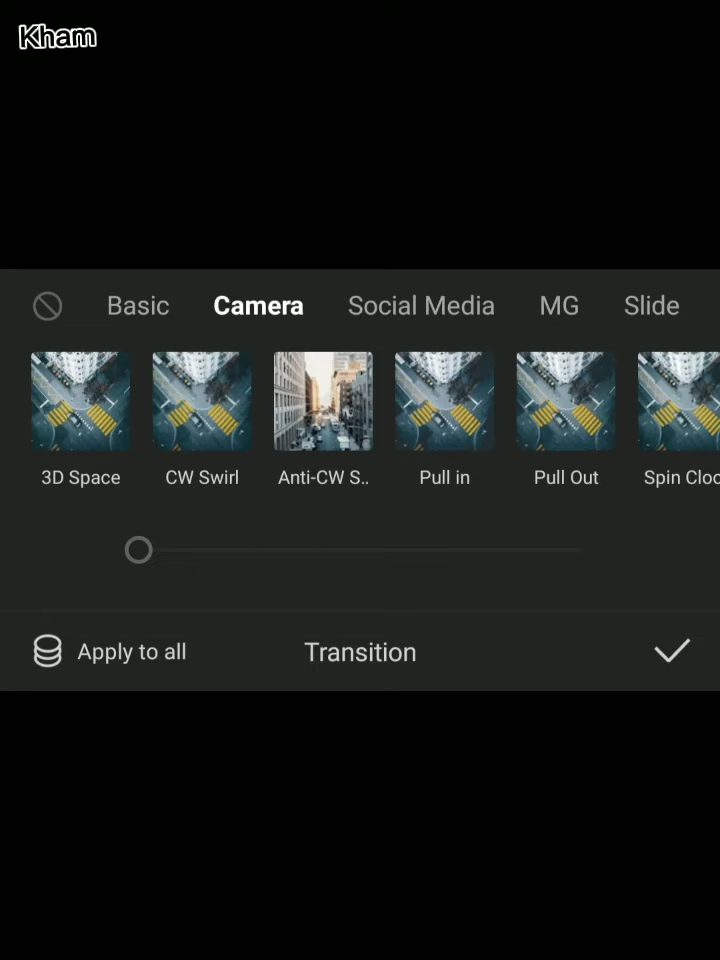 Kham
Basic Camera Social Media MG Slide
3D Space CW Swirl Anti-CW S.. Pull in Pull Out Spin Cloc
Apply to all Transition